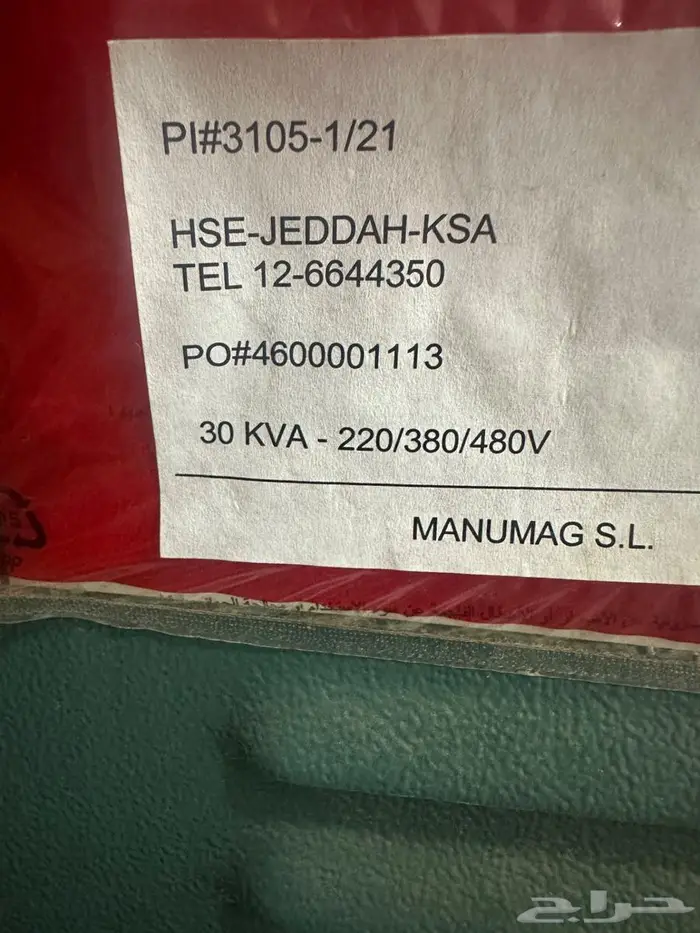 PI#3105-1/21
HSE-JEDDAH-KSA
TEL 12-6644350
PO#4600001113
30 KVA - 220/380/480V
MANUMAG S.L.
حراج